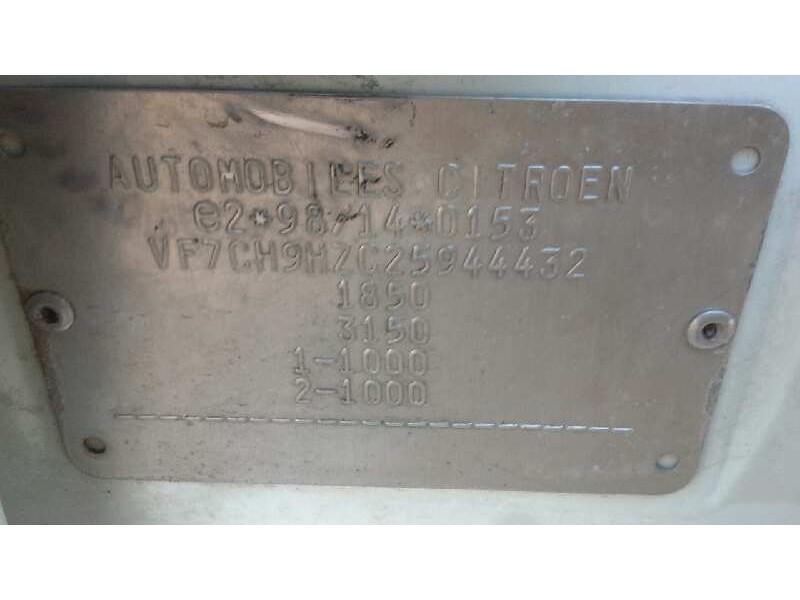 AUTOMOBILES CITROEN
e2*98/14*0153
VF7CH9HZC25944432
1850
3150
1-1000
2-1000